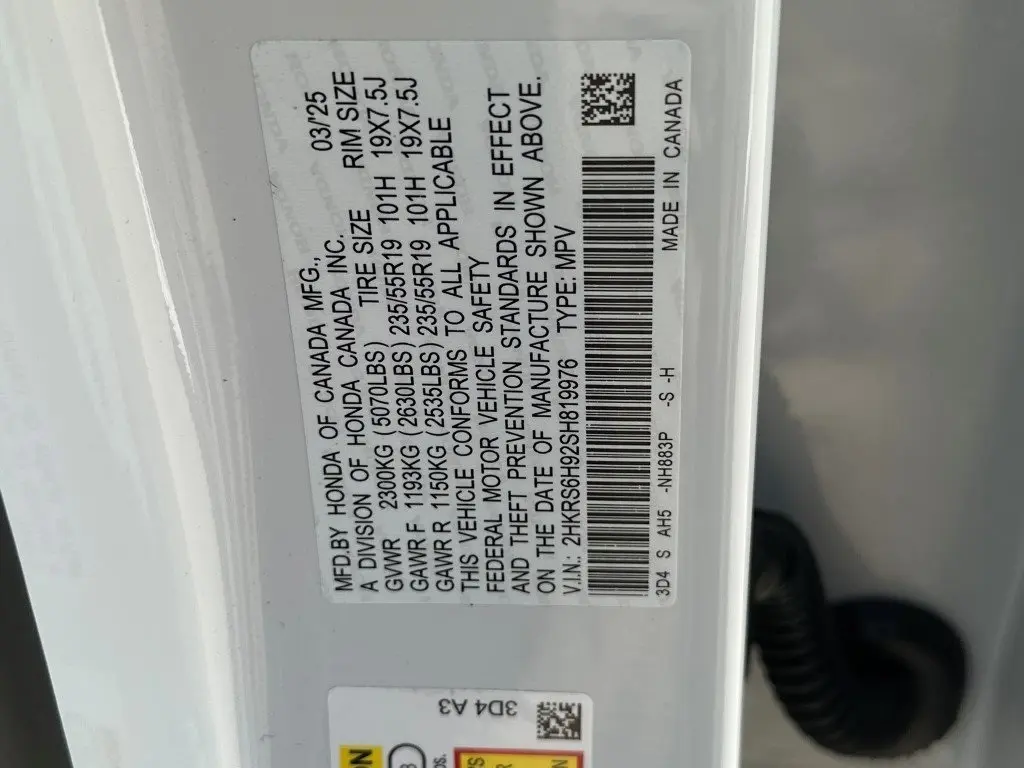 MFD.BY HONDA OF CANADA MFG., 03/'25
A DIVISION OF HONDA CANADA INC.
TIRE SIZE RIM SIZE
GVWR 2300KG (5070LBS)
GAWR F 1193KG (2630LBS) 235/55R19 101H 19X7.5J
GAWR R 1150KG (2535LBS) 235/55R19 101H 19X7.5J
THIS VEHICLE CONFORMS TO ALL APPLICABLE
FEDERAL MOTOR VEHICLE SAFETY
AND THEFT PREVENTION STANDARDS IN EFFECT
ON THE DATE OF MANUFACTURE SHOWN ABOVE.
V.I.N.: 2HKRS6H92SH819976 TYPE: MPV
3D4 S AH5 -NH883P -S -H MADE IN CANADA
3D4 A3